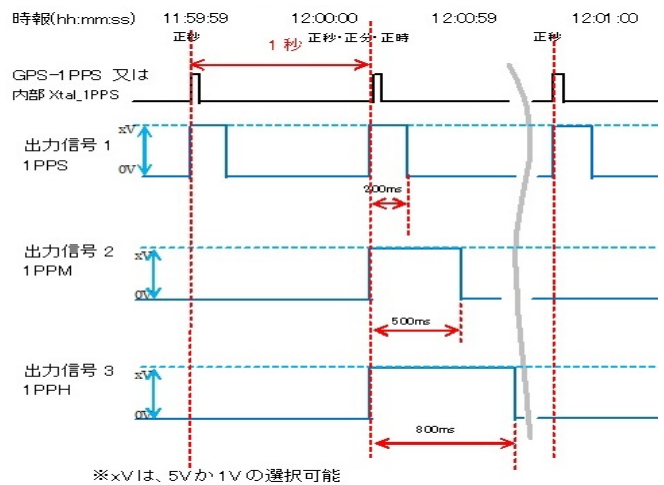 時報(hh:mm:ss) 11:59:59 12:00:00 12:00:59 12:01:00
正秒 正秒・正分・正時 正秒
1秒
GPS-1PPS 又は
内部 Xtal_1PPS
出力信号 1
1PPS
xV
0V
200ms
出力信号 2
1PPM
xV
0V
500ms
出力信号 3
1PPH
xV
0V
800ms
※xVは、5Vか1Vの選択可能